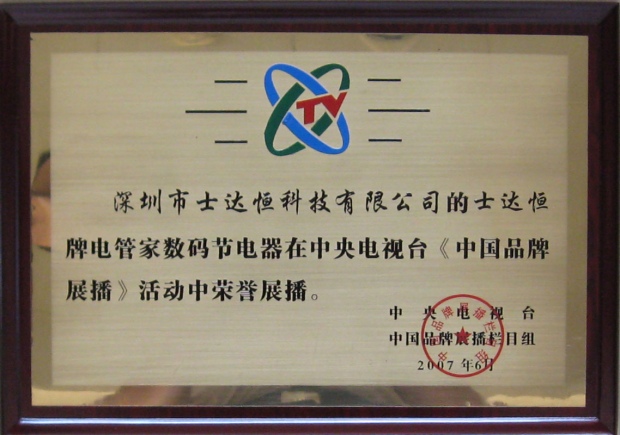 TV
深圳市士达恒科技有限公司的士达恒
牌电管家数码节电器在中央电视台《中国品牌
展播》活动中荣誉展播。
中央电视台
中国品牌展播栏目组
2007年6月